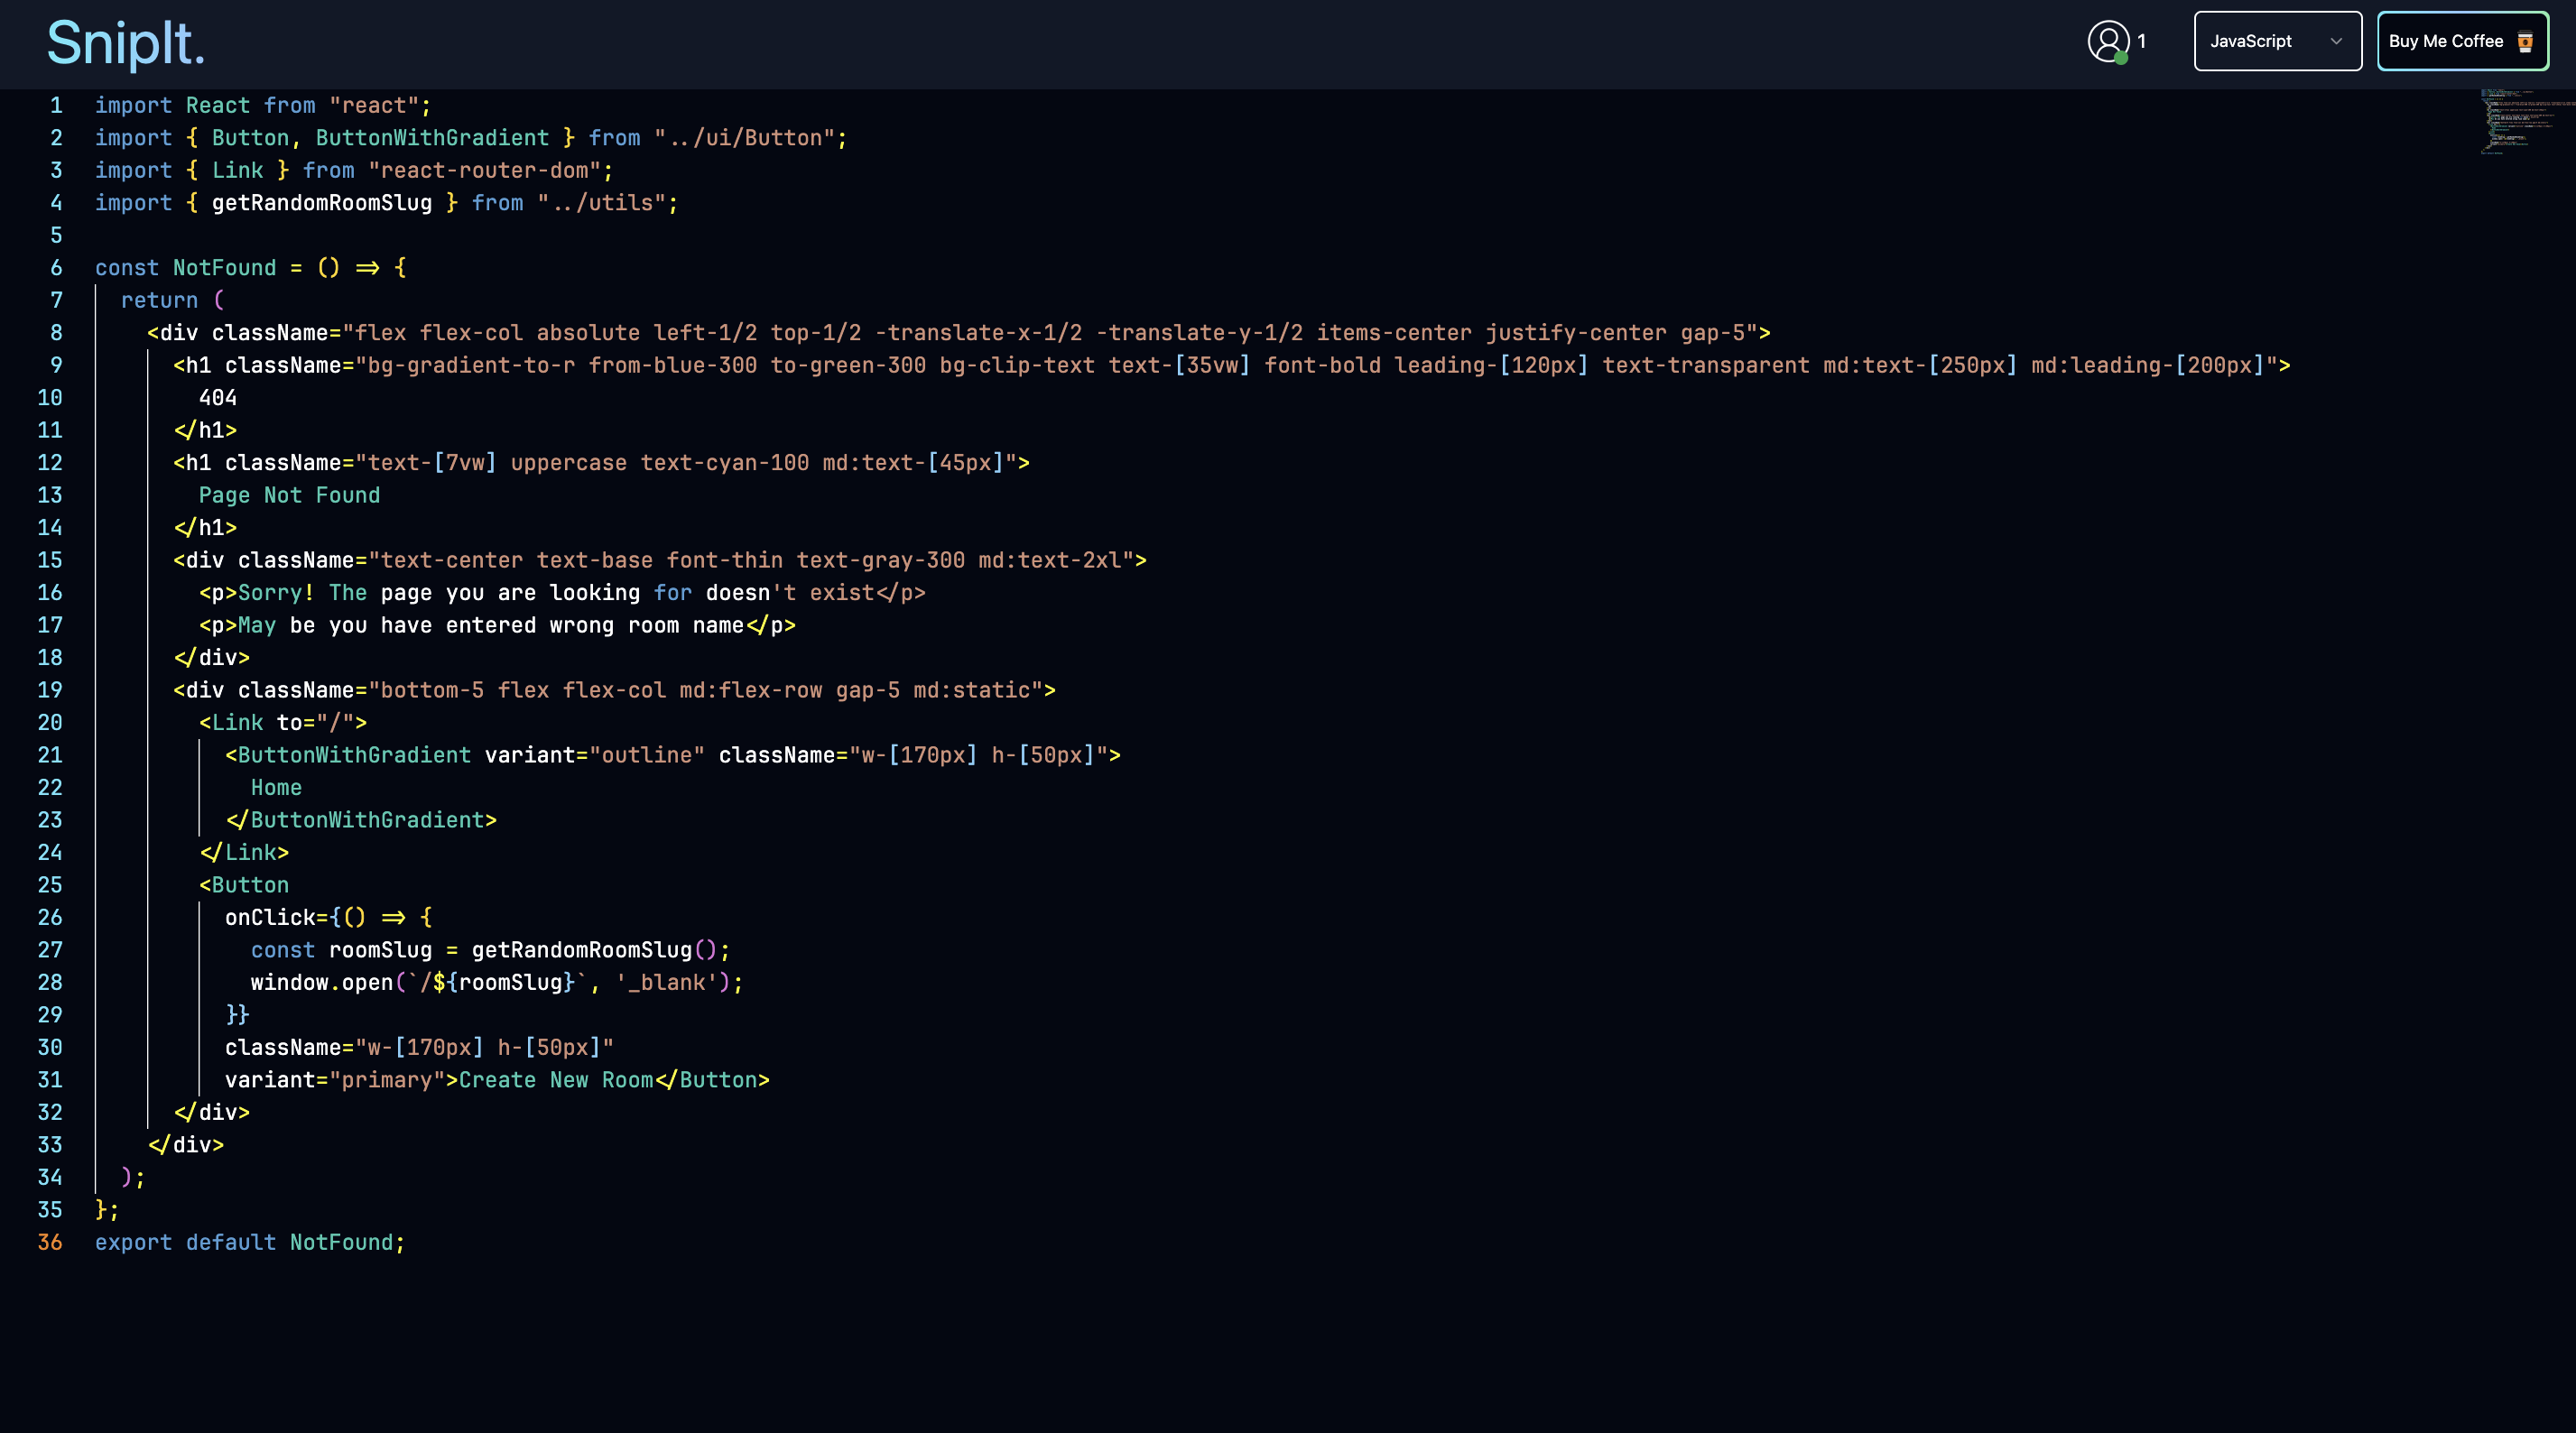 SnipIt.
1
JavaScript
Buy Me Coffee
1 import React from "react";
2 import { Button, ButtonWithGradient } from "../ui/Button";
3 import { Link } from "react-router-dom";
4 import { getRandomRoomSlug } from "../utils";
5
6 const NotFound = () => {
7   return (
8     <div className="flex flex-col absolute left-1/2 top-1/2 -translate-x-1/2 -translate-y-1/2 items-center justify-center gap-5">
9       <h1 className="bg-gradient-to-r from-blue-300 to-green-300 bg-clip-text text-[35vw] font-bold leading-[120px] text-transparent md:text-[250px] md:leading-[200px]">
10         404
11       </h1>
12       <h1 className="text-[7vw] uppercase text-cyan-100 md:text-[45px]">
13         Page Not Found
14       </h1>
15       <div className="text-center text-base font-thin text-gray-300 md:text-2xl">
16         <p>Sorry! The page you are looking for doesn't exist</p>
17         <p>May be you have entered wrong room name</p>
18       </div>
19       <div className="bottom-5 flex flex-col md:flex-row gap-5 md:static">
20         <Link to="/">
21           <ButtonWithGradient variant="outline" className="w-[170px] h-[50px]">
22             Home
23           </ButtonWithGradient>
24         </Link>
25         <Button
26           onClick={() => {
27             const roomSlug = getRandomRoomSlug();
28             window.open(`/${roomSlug}`, '_blank');
29           }}
30           className="w-[170px] h-[50px]"
31           variant="primary">Create New Room</Button>
32       </div>
33     </div>
34   );
35 };
36 export default NotFound;